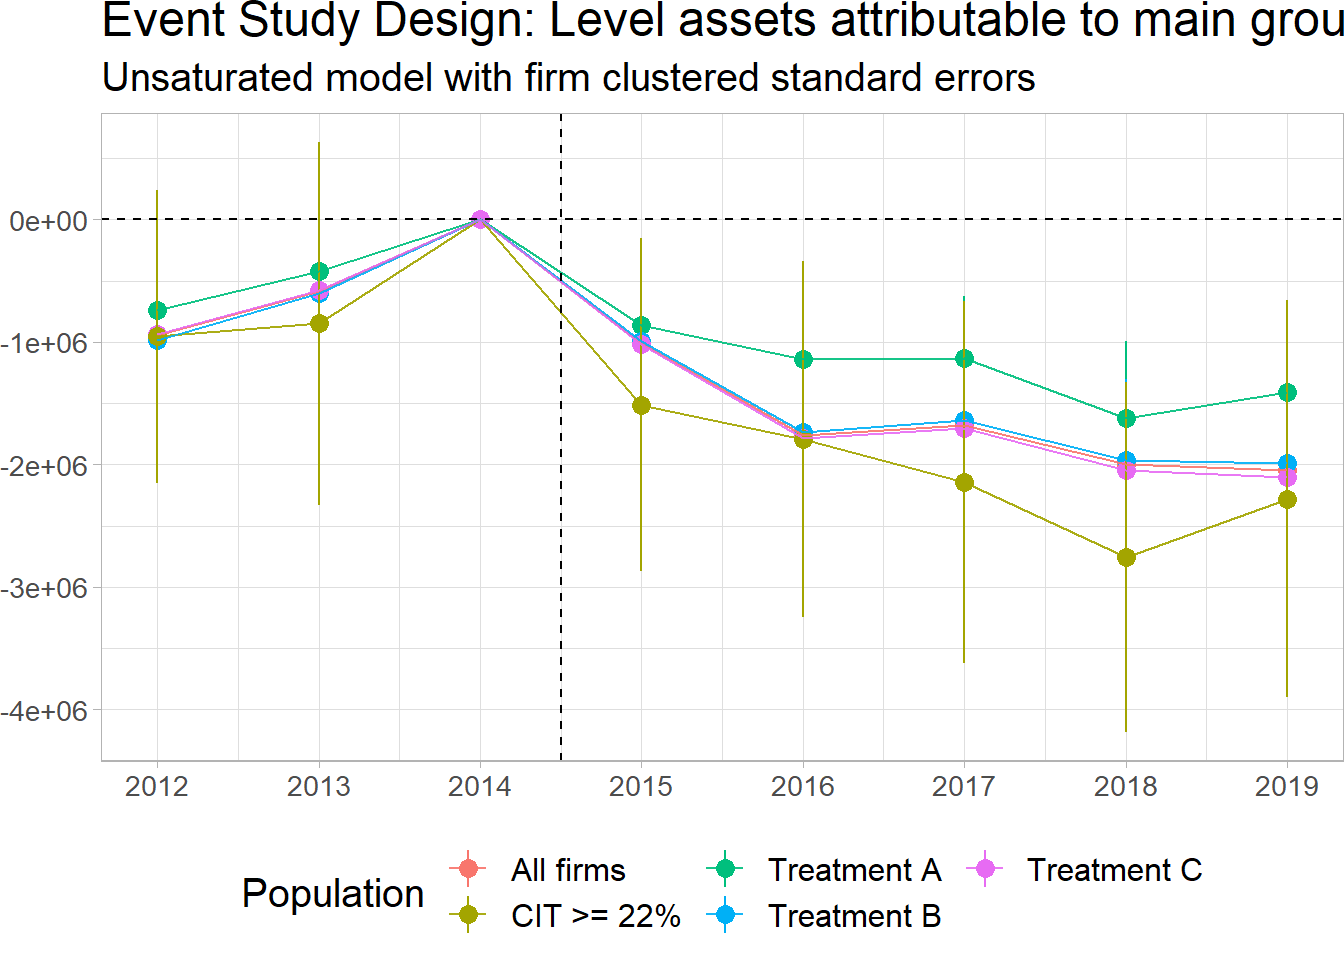 Event Study Design: Level assets attributable to main grou
Unsaturated model with firm clustered standard errors
0e+00
-1e+06
-2e+06
-3e+06
-4e+06
2012 2013 2014 2015 2016 2017 2018 2019
Population
All firms Treatment A Treatment C
CIT >= 22% Treatment B